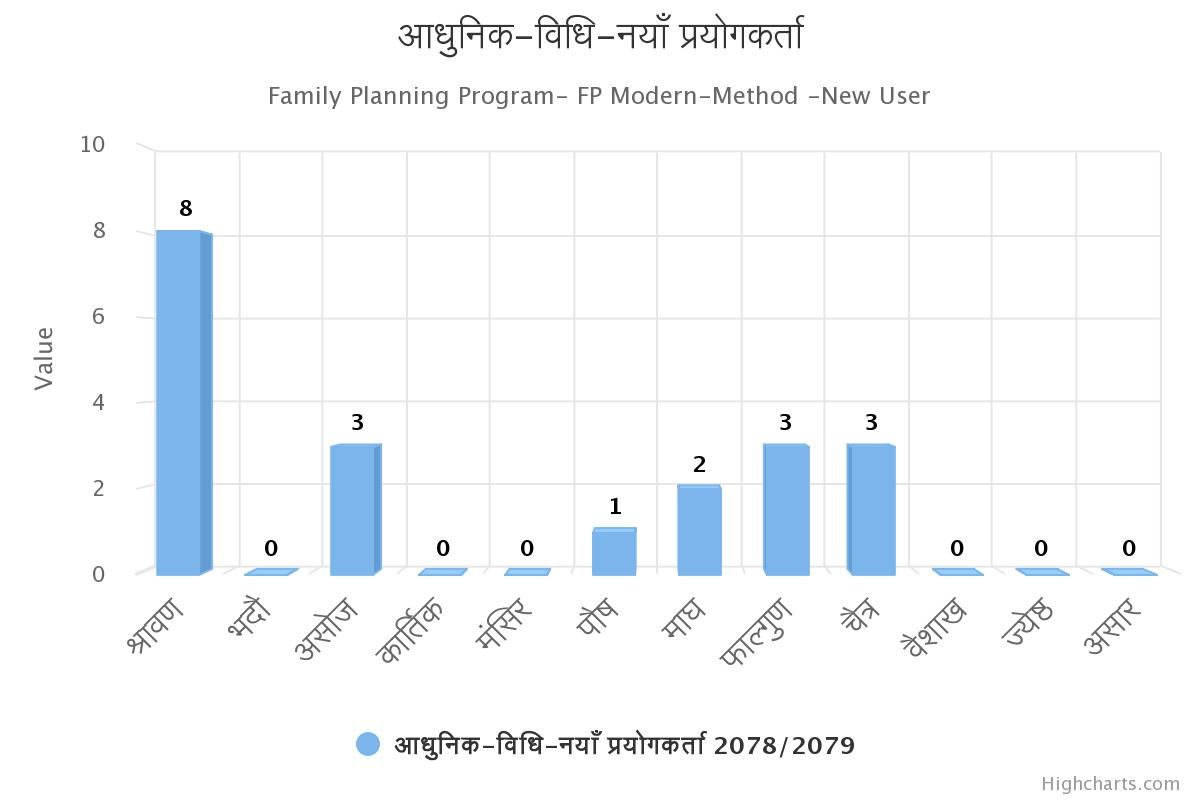 आधुनिक-विधि-नयाँ प्रयोगकर्ता
Family Planning Program- FP Modern-Method -New User
Value
10
8
6
4
2
0
8
0
3
0
0
1
2
3
3
0
0
0
श्रावण
भदौ
असोज
कार्तिक
मंसिर
पौष
माघ
फाल्गुण
चैत्र
वैशाख
ज्येष्ठ
असार
आधुनिक-विधि-नयाँ प्रयोगकर्ता 2078/2079
Highcharts.com